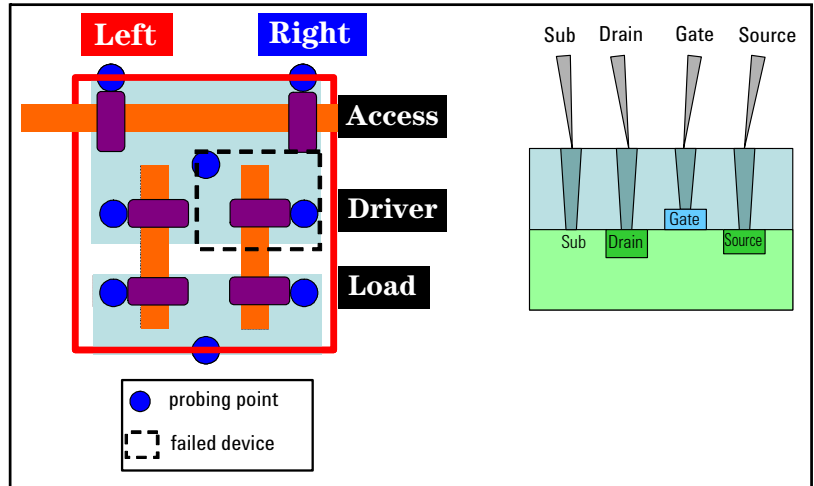 Left Right
Access
Driver
Load
probing point
failed device
Sub Drain Gate Source
Gate
Sub Drain Source